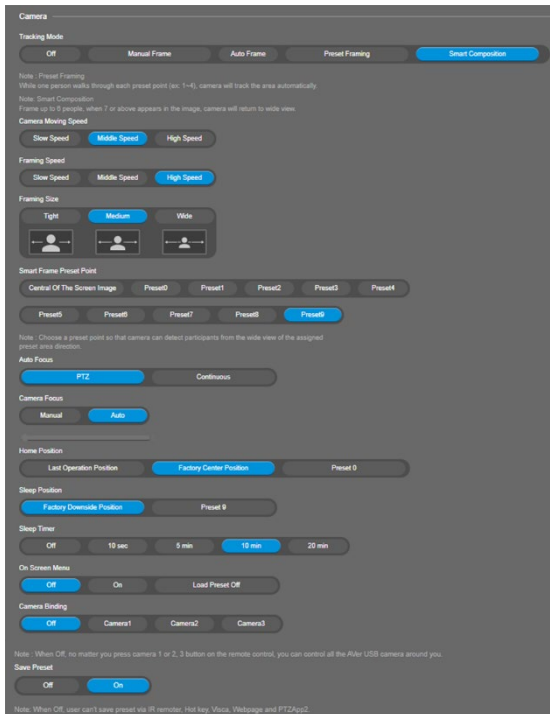 Camera
Tracking Mode
Off Manual Frame Auto Frame Preset Framing Smart Composition
Note : Preset Framing
While one person walks through each preset point (ex: 1~4), camera will track the area automatically.
Note: Smart Composition
Frame up to 6 people, when 7 or above appears in the image, camera will return to wide view.
Camera Moving Speed
Slow Speed Middle Speed High Speed
Framing Speed
Slow Speed Middle Speed High Speed
Framing Size
Tight Medium Wide
Smart Frame Preset Point
Central Of The Screen Image Preset0 Preset1 Preset2 Preset3 Preset4
Preset5 Preset6 Preset7 Preset8 Preset9
Note : Choose a preset point so that camera can detect participants from the wide view of the assigned
preset area direction.
Auto Focus
PTZ Continuous
Camera Focus
Manual Auto
Home Position
Last Operation Position Factory Center Position Preset 0
Sleep Position
Factory Downside Position Preset 9
Sleep Timer
Off 10 sec 5 min 10 min 20 min
On Screen Menu
Off On Load Preset Off
Camera Binding
Off Camera1 Camera2 Camera3
Note : When Off, no matter you press camera 1 or 2, 3 button on the remote control, you can control all the AVer USB camera around you.
Save Preset
Off On
Note: When Off, user can't save preset via IR remoter, Hot key, Visca, Webpage and PTZApp2.